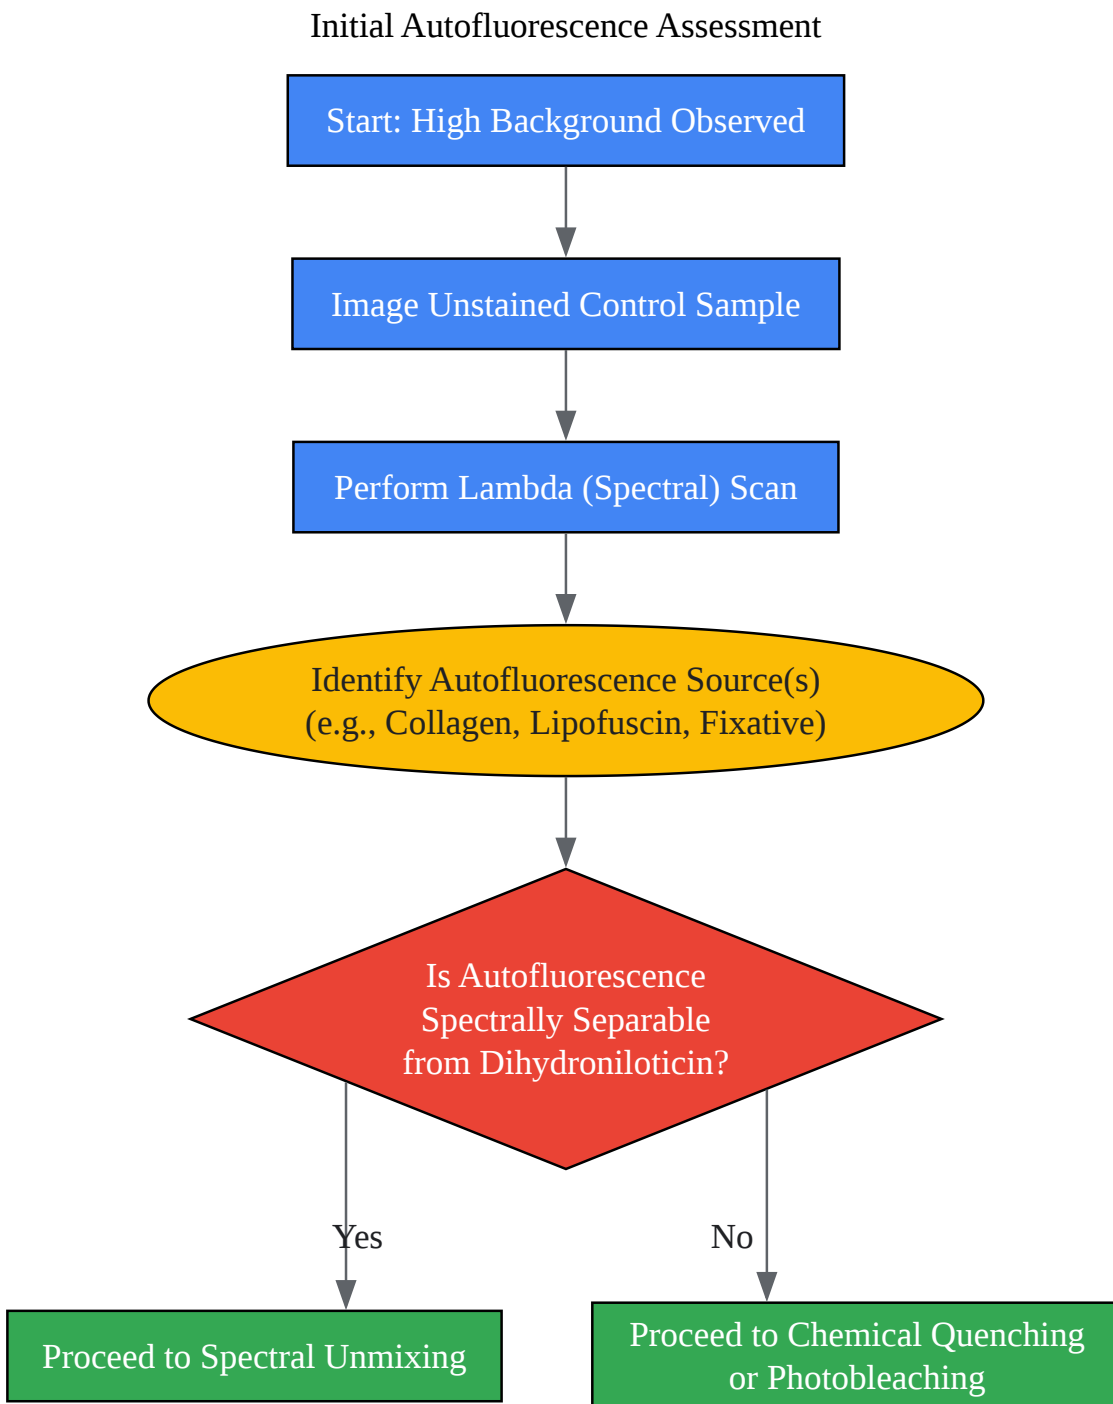 Initial Autofluorescence Assessment
Start: High Background Observed
Image Unstained Control Sample
Perform Lambda (Spectral) Scan
Identify Autofluorescence Source(s)
(e.g., Collagen, Lipofuscin, Fixative)
Is Autofluorescence
Spectrally Separable
from Dihydroniloticin?
Yes
No
Proceed to Spectral Unmixing
Proceed to Chemical Quenching
or Photobleaching